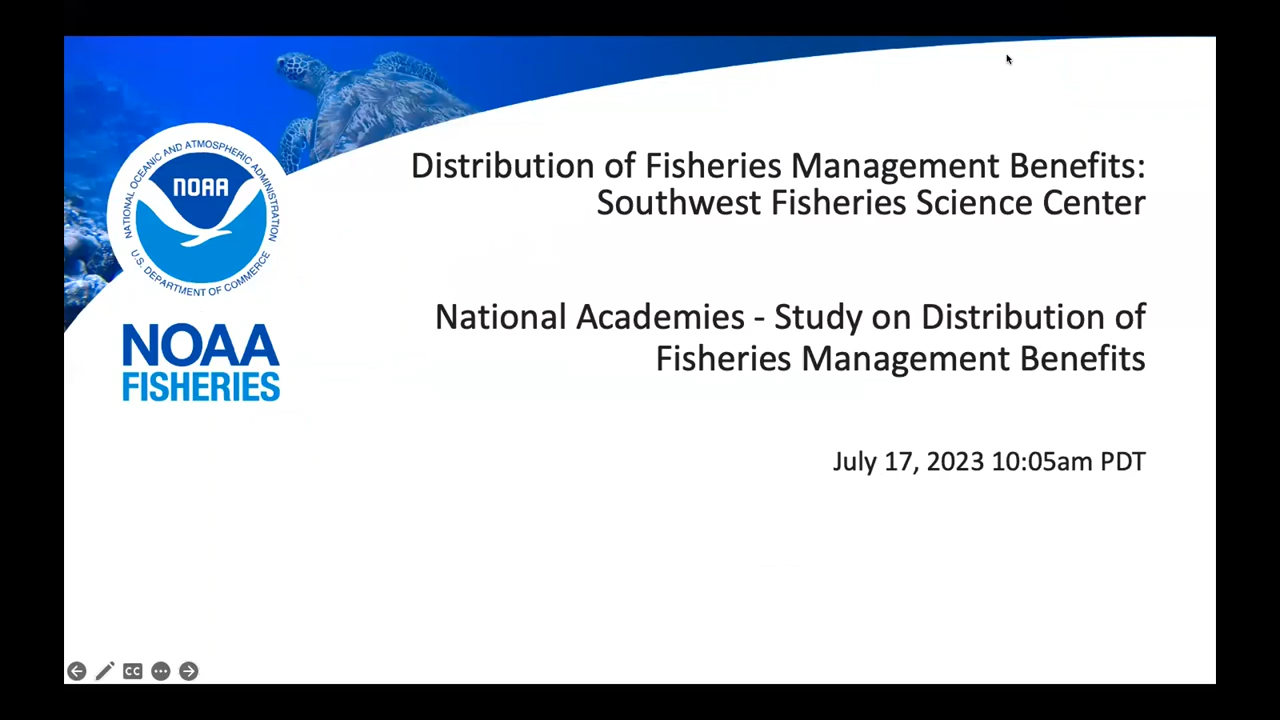 NATIONAL OCEANIC AND ATMOSPHERIC ADMINISTRATION
U.S. DEPARTMENT OF COMMERCE
NOAA
NOAA
FISHERIES
Distribution of Fisheries Management Benefits:
Southwest Fisheries Science Center
National Academies - Study on Distribution of
Fisheries Management Benefits
July 17, 2023 10:05am PDT
CC